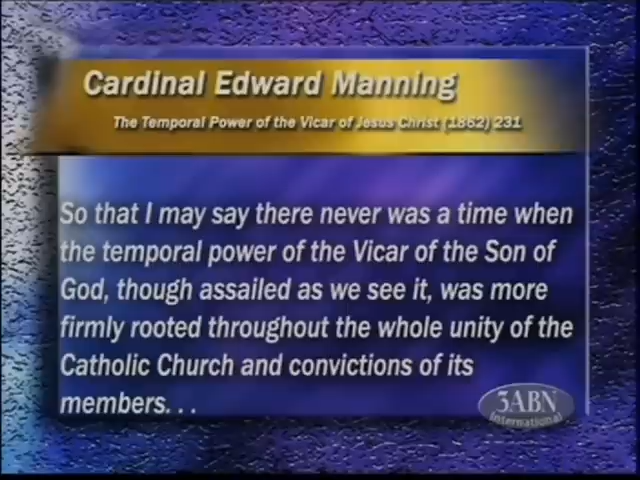 Cardinal Edward Manning
The Temporal Power of the Vicar of Jesus Christ (1862) 231
So that I may say there never was a time when
the temporal power of the Vicar of the Son of
God, though assailed as we see it, was more
firmly rooted throughout the whole unity of the
Catholic Church and convictions of its
members. . .
3ABN
International